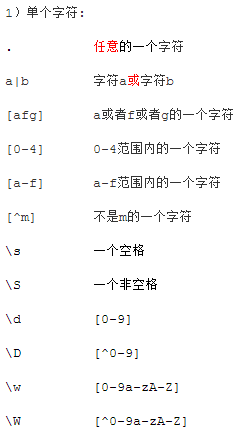 1）单个字符:
.	任意的一个字符
a|b	字符a或字符b
[afg]	a或者f或者g的一个字符
[0-4]	0-4范围内的一个字符
[a-f]	a-f范围内的一个字符
[^m]	不是m的一个字符
\s	一个空格
\S	一个非空格
\d	[0-9]
\D	[^0-9]
\w	[0-9a-zA-Z]
\W	[^0-9a-zA-Z]